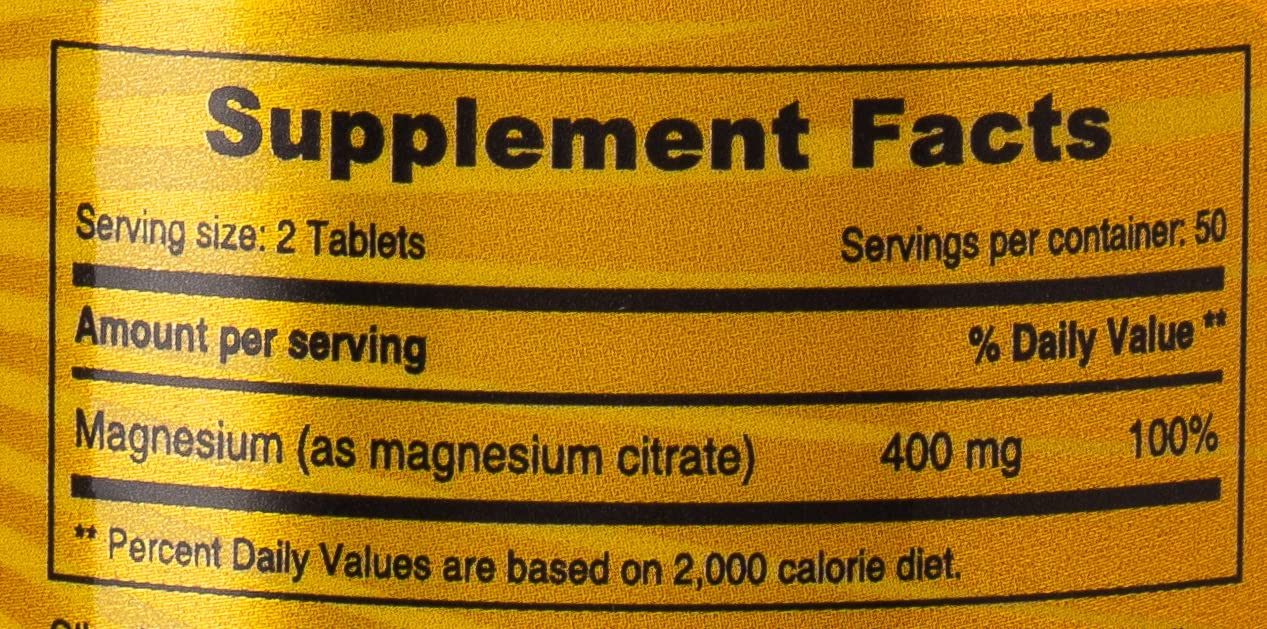 Supplement Facts
Serving size: 2 Tablets Servings per container: 50
Amount per serving % Daily Value **
Magnesium (as magnesium citrate) 400 mg 100%
** Percent Daily Values are based on 2,000 calorie diet.